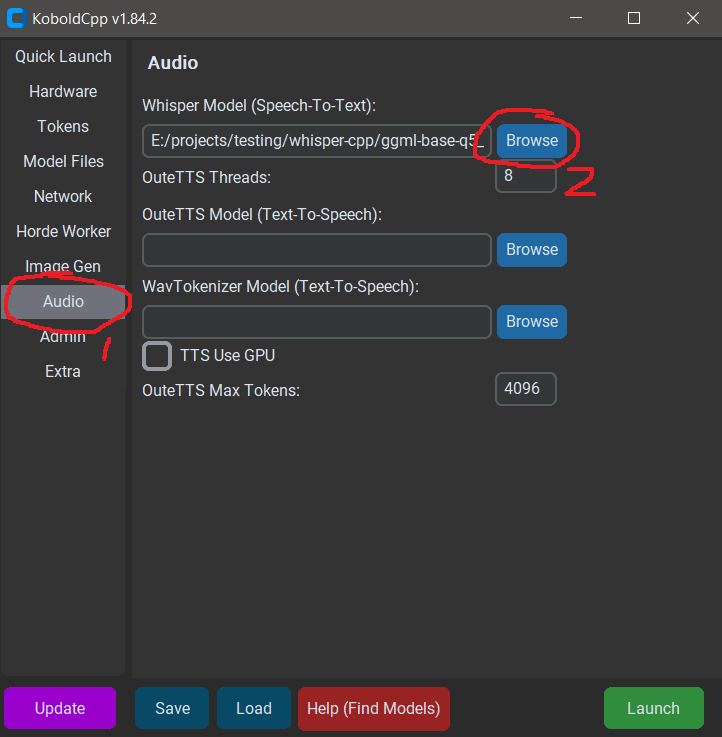 KoboldCpp v1.84.2
Quick Launch
Hardware
Tokens
Model Files
Network
Horde Worker
Image Gen
Audio
Admin
1
Extra
Audio
Whisper Model (Speech-To-Text):
E:/projects/testing/whisper-cpp/ggml-base-q5_ Browse
OuteTTS Threads: 8 2
OuteTTS Model (Text-To-Speech):
Browse
WavTokenizer Model (Text-To-Speech):
Browse
TTS Use GPU
OuteTTS Max Tokens: 4096
Update Save Load Help (Find Models) Launch